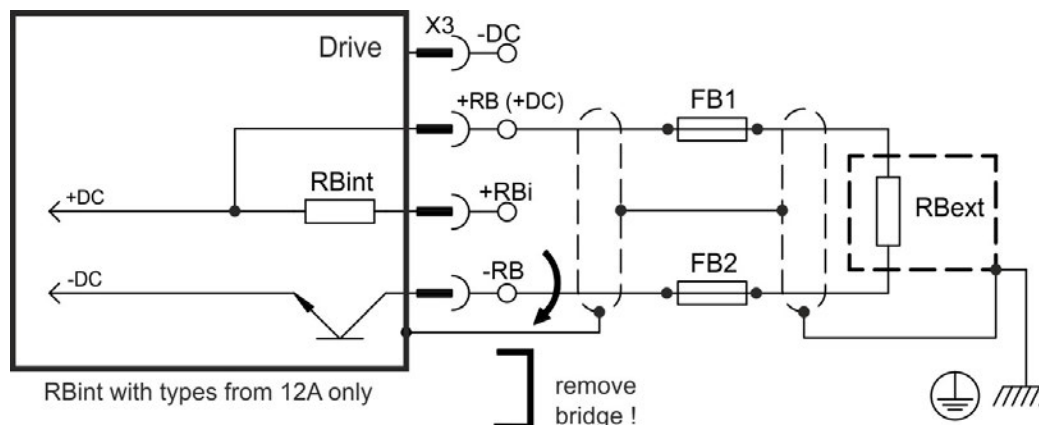 Drive
X3
-DC
+RB (+DC)
FB1
+DC
RBint
+RBi
RBext
-DC
-RB
FB2
RBint with types from 12A only
remove
bridge !